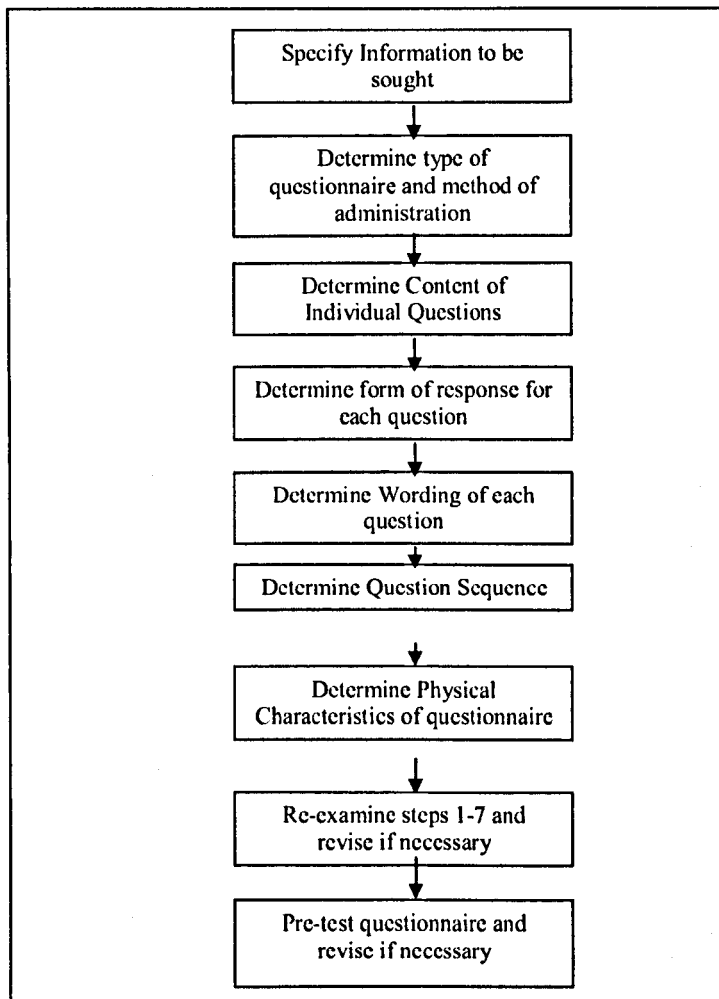 Specify Information to be
sought
Determine type of
questionnaire and method of
administration
Determine Content of
Individual Questions
Determine form of response for
each question
Determine Wording of each
question
Determine Question Sequence
Determine Physical
Characteristics of questionnaire
Re-examine steps 1-7 and
revise if necessary
Pre-test questionnaire and
revise if necessary